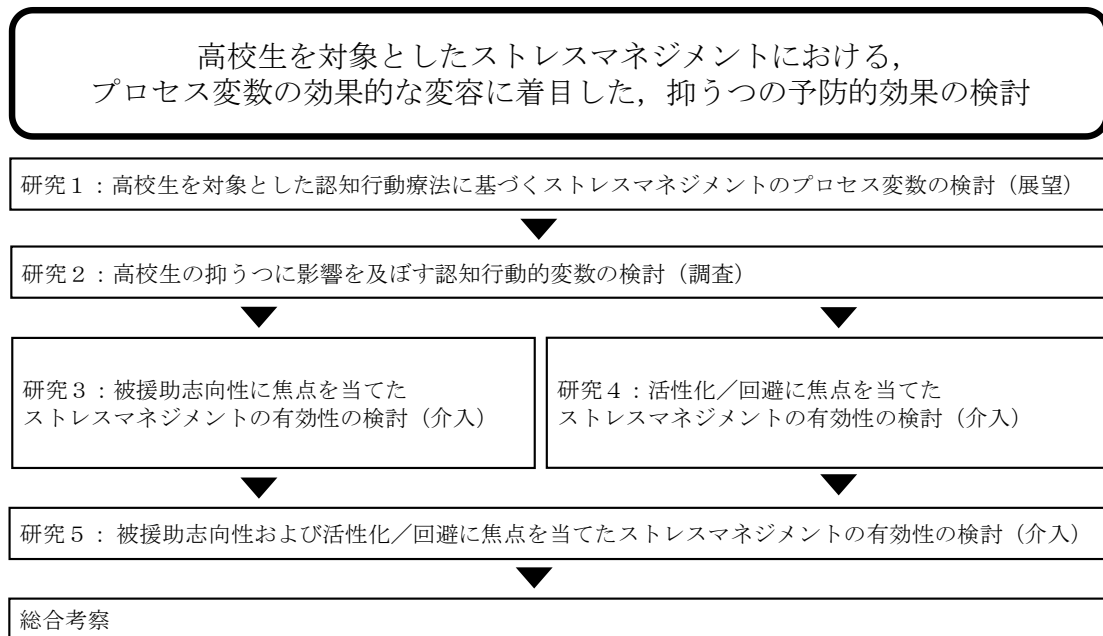 高校生を対象としたストレスマネジメントにおける，
プロセス変数の効果的な変容に着目した，抑うつの予防的効果の検討
研究１：高校生を対象とした認知行動療法に基づくストレスマネジメントのプロセス変数の検討（展望）
研究２：高校生の抑うつに影響を及ぼす認知行動的変数の検討（調査）
研究３：被援助志向性に焦点を当てた
ストレスマネジメントの有効性の検討（介入）
研究４：活性化／回避に焦点を当てた
ストレスマネジメントの有効性の検討（介入）
研究５： 被援助志向性および活性化／回避に焦点を当てたストレスマネジメントの有効性の検討（介入）
総合考察